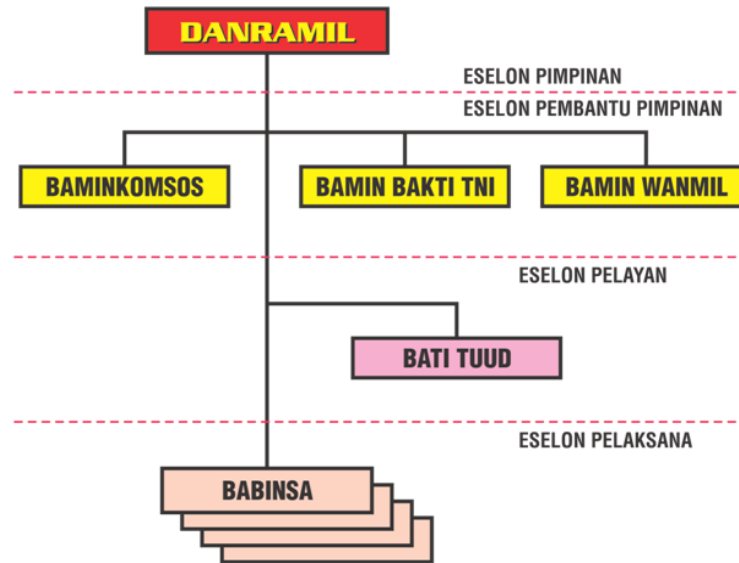 DANRAMIL
ESELON PIMPINAN
ESELON PEMBANTU PIMPINAN
BAMINKOMSOS
BAMIN BAKTI TNI
BAMIN WANMIL
ESELON PELAYAN
BATI TUUD
ESELON PELAKSANA
BABINSA